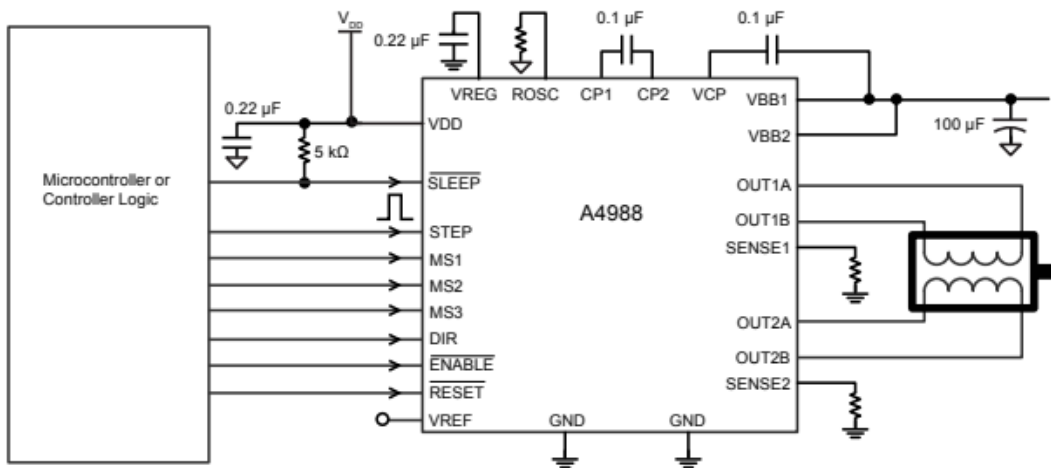 V_DD
0.22 µF
0.1 µF
0.1 µF
VREG
ROSC
CP1
CP2
VCP
VBB1
VBB2
0.22 µF
VDD
5 kΩ
100 µF
Microcontroller or
Controller Logic
SLEEP
OUT1A
A4988
OUT1B
STEP
SENSE1
MS1
MS2
MS3
OUT2A
DIR
OUT2B
ENABLE
SENSE2
RESET
VREF
GND
GND